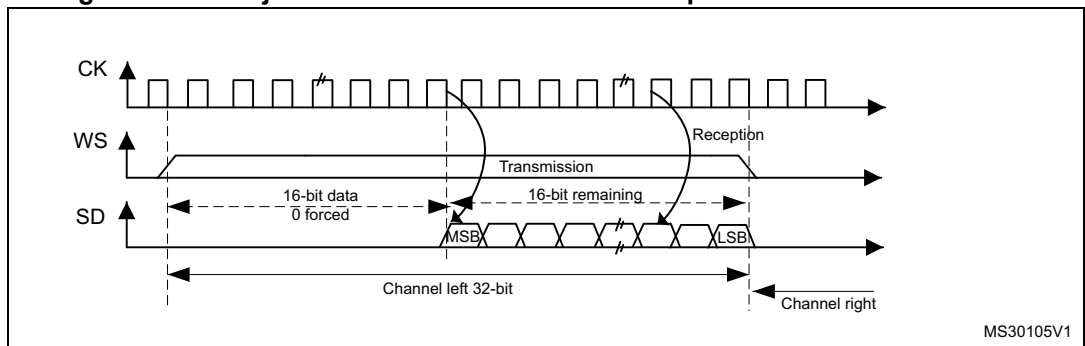 CK
WS
Reception
Transmission
16-bit data
0 forced
16-bit remaining
SD
MSB
LSB
Channel left 32-bit
Channel right
MS30105V1